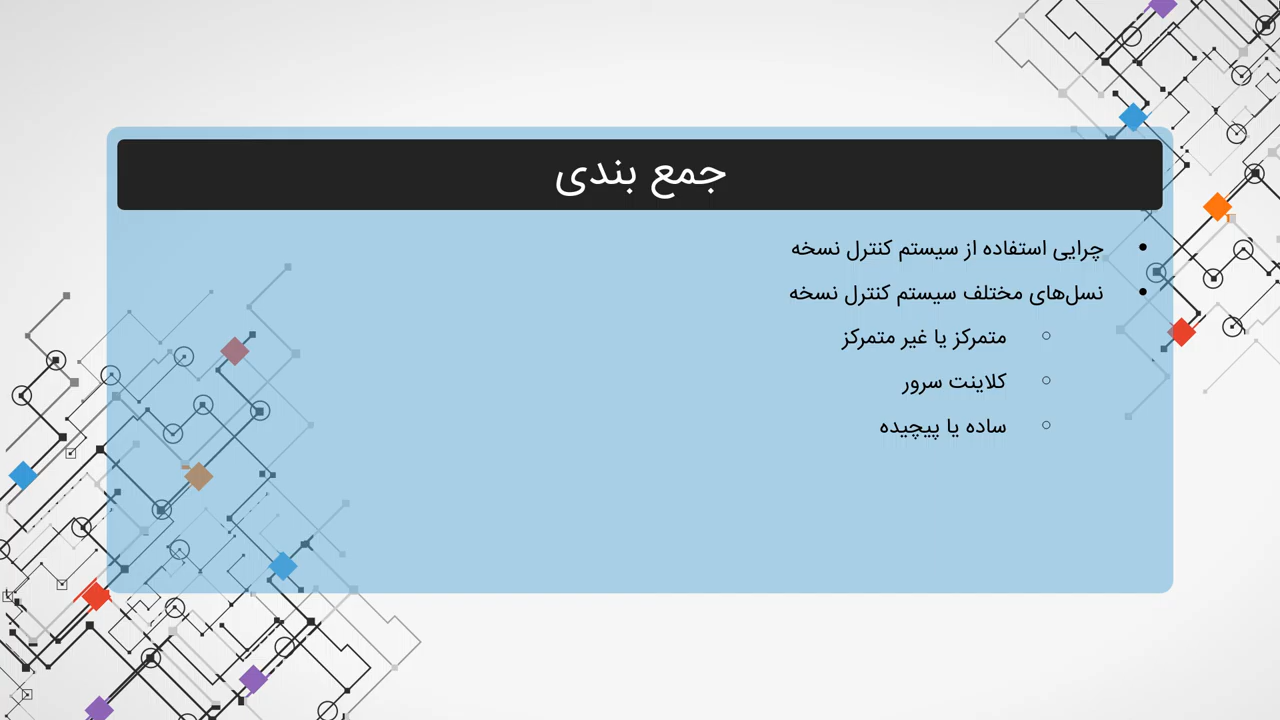 جمع بندی
• چرایی استفاده از سیستم کنترل نسخه
• نسل‌های مختلف سیستم کنترل نسخه
○ متمرکز یا غیر متمرکز
○ کلاینت سرور
○ ساده یا پیچیده